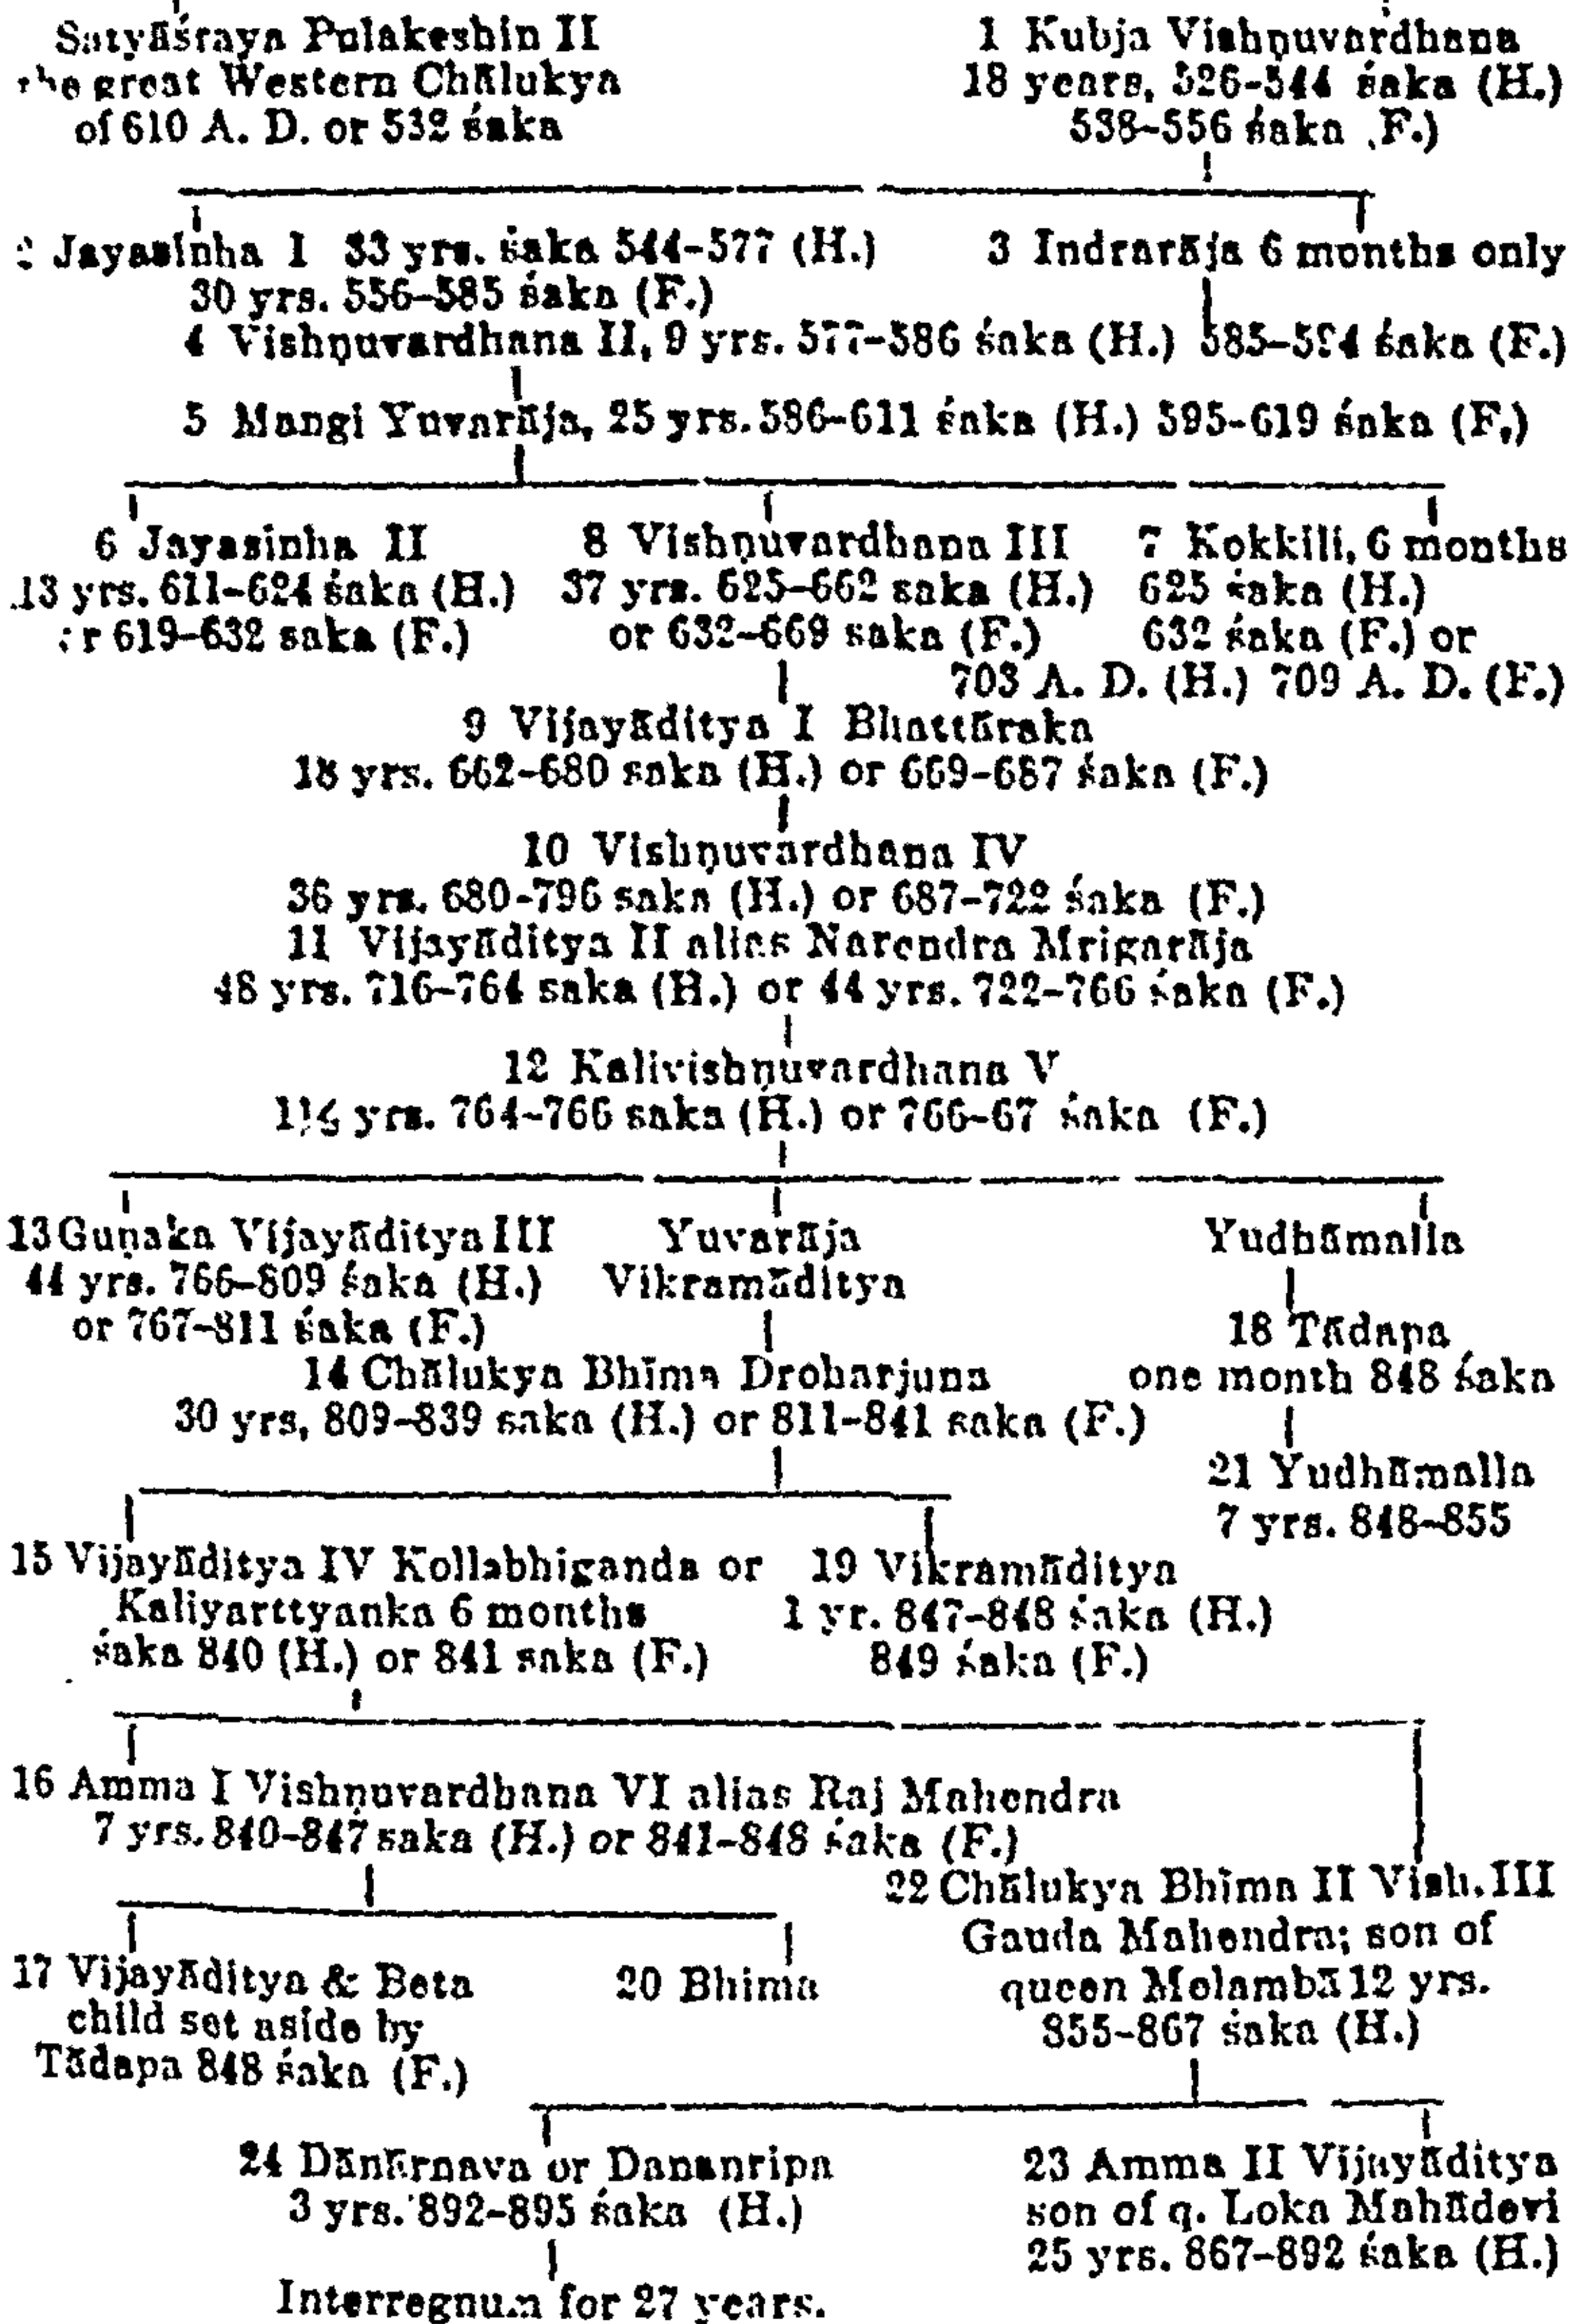 Satyāśraya Pulakeshin II
the great Western Chālukya
of 610 A. D. or 532 śaka
1 Kubja Vishṇuvardhana
18 years, 526-544 śaka (H.)
538-556 śaka F.)
Jayasinha I 33 yrs. śaka 544-577 (H.)
30 yrs. 556-585 śaka (F.)
3 Indrarāja 6 months only
4 Vishṇuvardhana II, 9 yrs. 577-586 śaka (H.) 585-594 śaka (F.)
5 Mangi Yuvarāja, 25 yrs. 586-611 śaka (H.) 595-619 śaka (F,)
6 Jayasinha II
13 yrs. 611-624 śaka (H.)
r 619-632 saka (F.)
8 Vishṇuvardhana III
37 yrs. 625-662 saka (H.)
or 632-669 saka (F.)
7 Kokkili, 6 months
625 śaka (H.)
632 śaka (F.) or
703 A. D. (H.) 709 A. D. (F.)
9 Vijayāditya I Bhattāraka
18 yrs. 662-680 saka (H.) or 669-687 śaka (F.)
10 Vishṇuvardhana IV
36 yrs. 680-796 saka (H.) or 687-722 śaka (F.)
11 Vijayāditya II alias Narendra Mrigarāja
48 yrs. 716-764 saka (H.) or 44 yrs. 722-766 śaka (F.)
12 Kalivishṇuvardhana V
yrs. 764-766 saka (H.) or 766-67 śaka (F.)
13 Guṇaka Vijayāditya III
44 yrs. 766-809 śaka (H.)
or 767-811 śaka (F.)
Yuvarāja
Vikramāditya
Yudhāmalla
18 Tādapa
one month 848 śaka
14 Chālukya Bhīma Droharjuna
30 yrs, 809-839 saka (H.) or 811-841 saka (F.)
21 Yudhāmalla
7 yrs. 848-855
15 Vijayāditya IV Kollabhiganda or
Kaliyarttyanka 6 months
śaka 840 (H.) or 841 saka (F.)
19 Vikramāditya
1 yr. 847-848 śaka (H.)
849 śaka (F.)
16 Amma I Vishṇuvardhana VI alias Raj Mahendra
7 yrs. 840-847 saka (H.) or 841-848 śaka (F.)
22 Chālukya Bhīma II Vish. III
Gauda Mahendra; son of
queen Melambā 12 yrs.
855-867 śaka (H.)
17 Vijayāditya & Beta
child set aside by
Tādapa 848 śaka (F.)
20 Bhima
24 Dānārnava or Dananripa
3 yrs. 892-895 śaka (H.)
23 Amma II Vijayāditya
son of q. Loka Mahādevi
25 yrs. 867-892 śaka (H.)
Interregnum for 27 years.